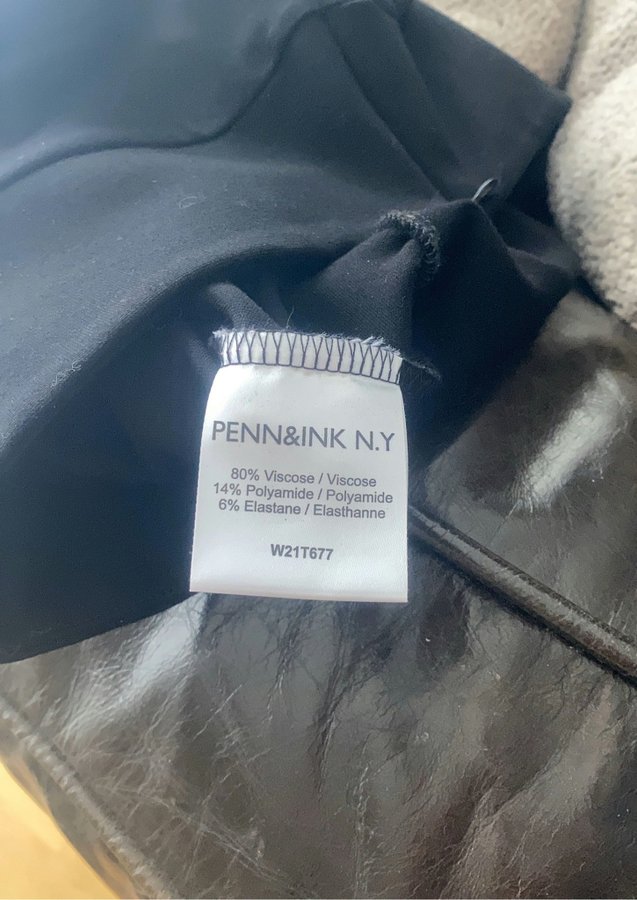 PENN&INK N.Y
80% Viscose / Viscose
14% Polyamide / Polyamide
6% Elastane / Elasthanne
W21T677